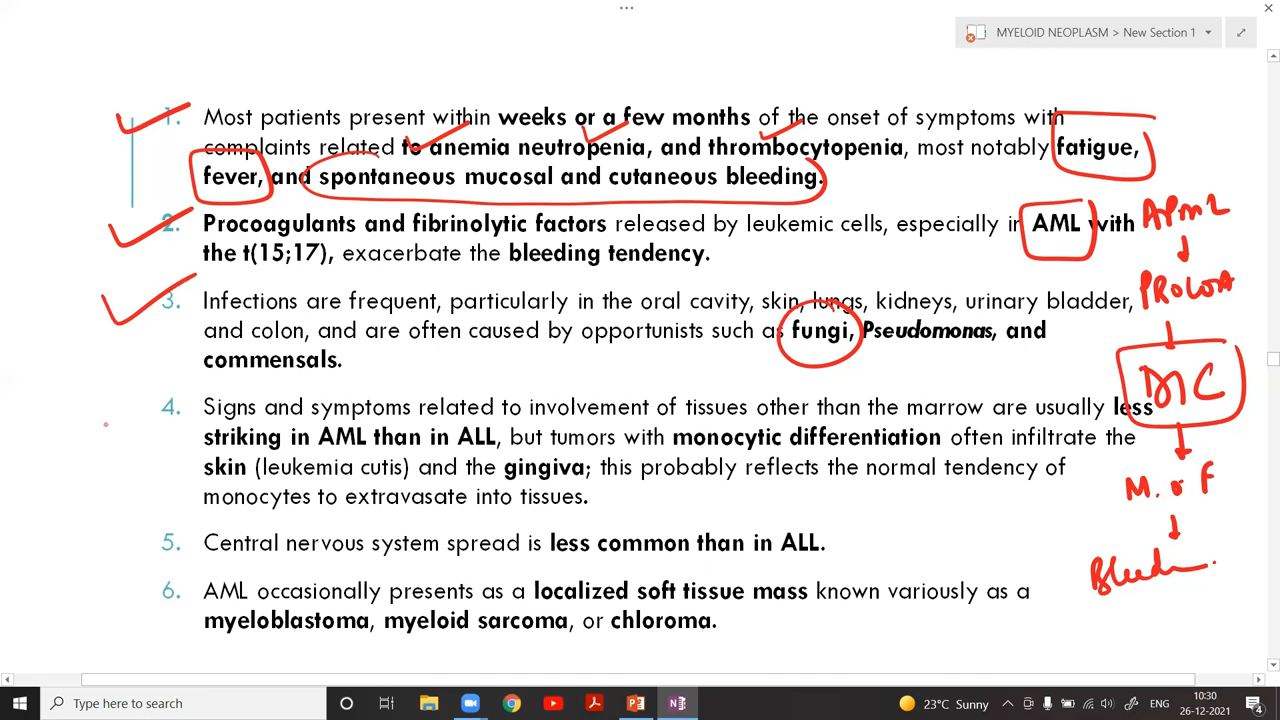 MYELOID NEOPLASM > New Section 1
1. Most patients present within weeks or a few months of the onset of symptoms with
complaints related to anemia neutropenia, and thrombocytopenia, most notably fatigue,
fever, and spontaneous mucosal and cutaneous bleeding.
2. Procoagulants and fibrinolytic factors released by leukemic cells, especially in AML with
the t(15;17), exacerbate the bleeding tendency.
3. Infections are frequent, particularly in the oral cavity, skin, lungs, kidneys, urinary bladder,
and colon, and are often caused by opportunists such as fungi, Pseudomonas, and
commensals.
4. Signs and symptoms related to involvement of tissues other than the marrow are usually less
striking in AML than in ALL, but tumors with monocytic differentiation often infiltrate the
skin (leukemia cutis) and the gingiva; this probably reflects the normal tendency of
monocytes to extravasate into tissues.
5. Central nervous system spread is less common than in ALL.
6. AML occasionally presents as a localized soft tissue mass known variously as a
myeloblastoma, myeloid sarcoma, or chloroma.
M. of F
Type here to search
23°C Sunny
ENG
10:30
26-12-2021
4